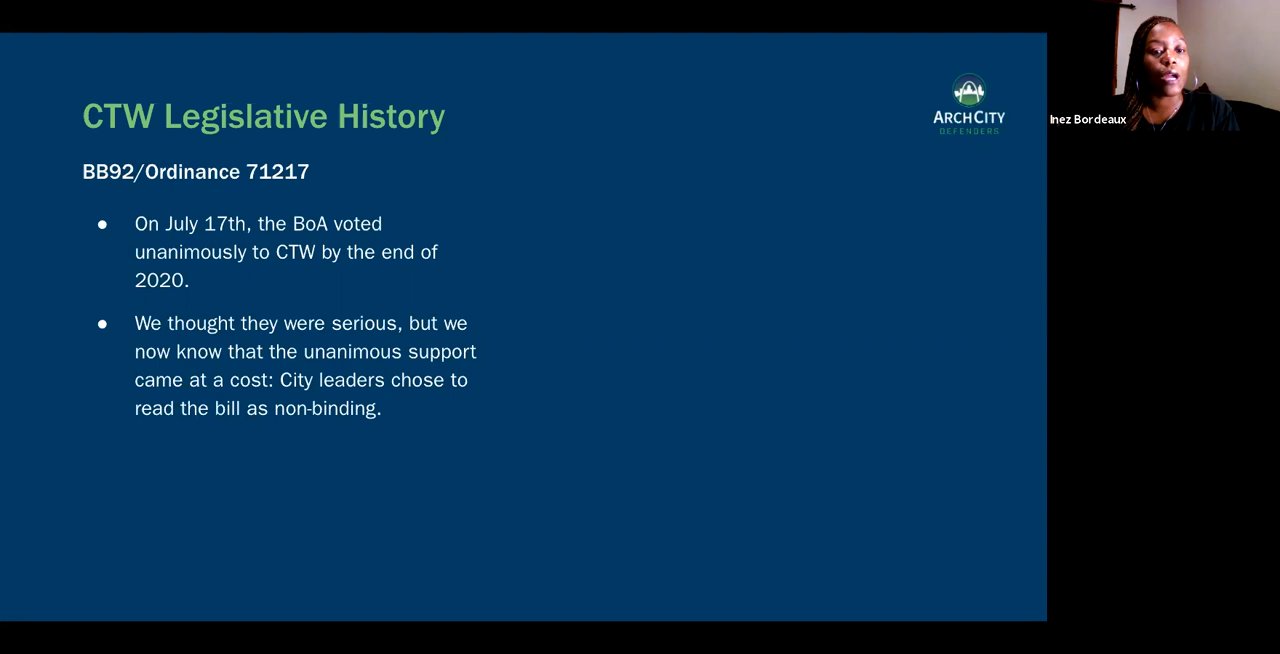 CTW Legislative History
ARCHCITY
DEFENDERS
Inez Bordeaux
BB92/Ordinance 71217
● On July 17th, the BoA voted
unanimously to CTW by the end of
2020.
● We thought they were serious, but we
now know that the unanimous support
came at a cost: City leaders chose to
read the bill as non-binding.